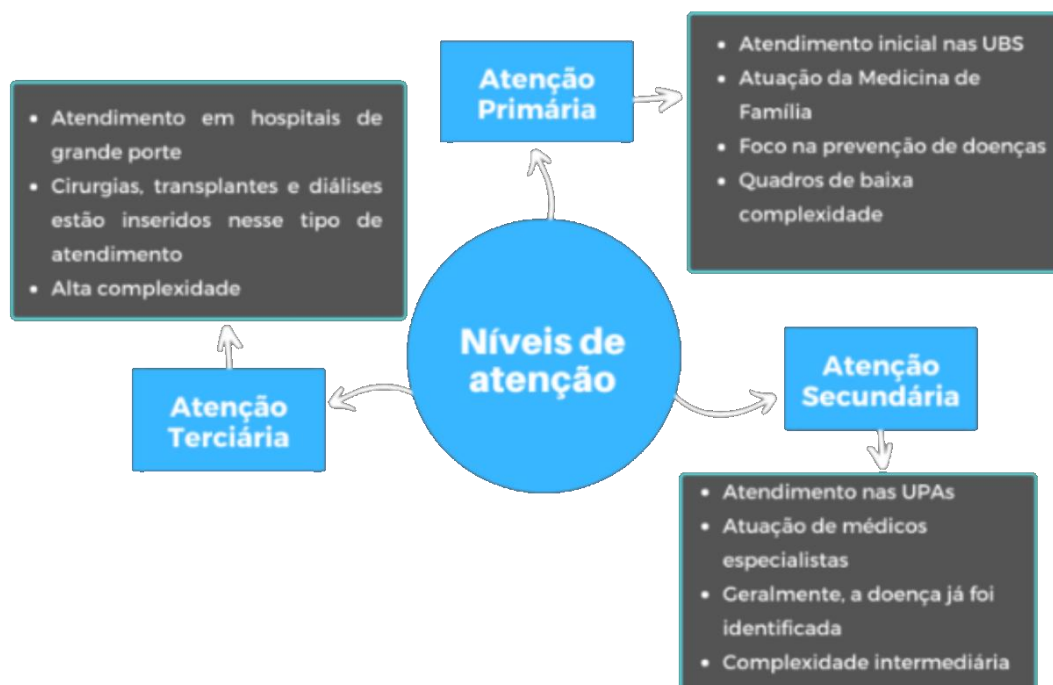 Níveis de
atenção
Atenção
Primária
• Atendimento inicial nas UBS
• Atuação da Medicina de
Família
• Foco na prevenção de doenças
• Quadros de baixa
complexidade
Atenção
Secundária
• Atendimento nas UPAs
• Atuação de médicos
especialistas
• Geralmente, a doença já foi
identificada
• Complexidade intermediária
Atenção
Terciária
• Atendimento em hospitais de
grande porte
• Cirurgias, transplantes e diálises
estão inseridos nesse tipo de
atendimento
• Alta complexidade